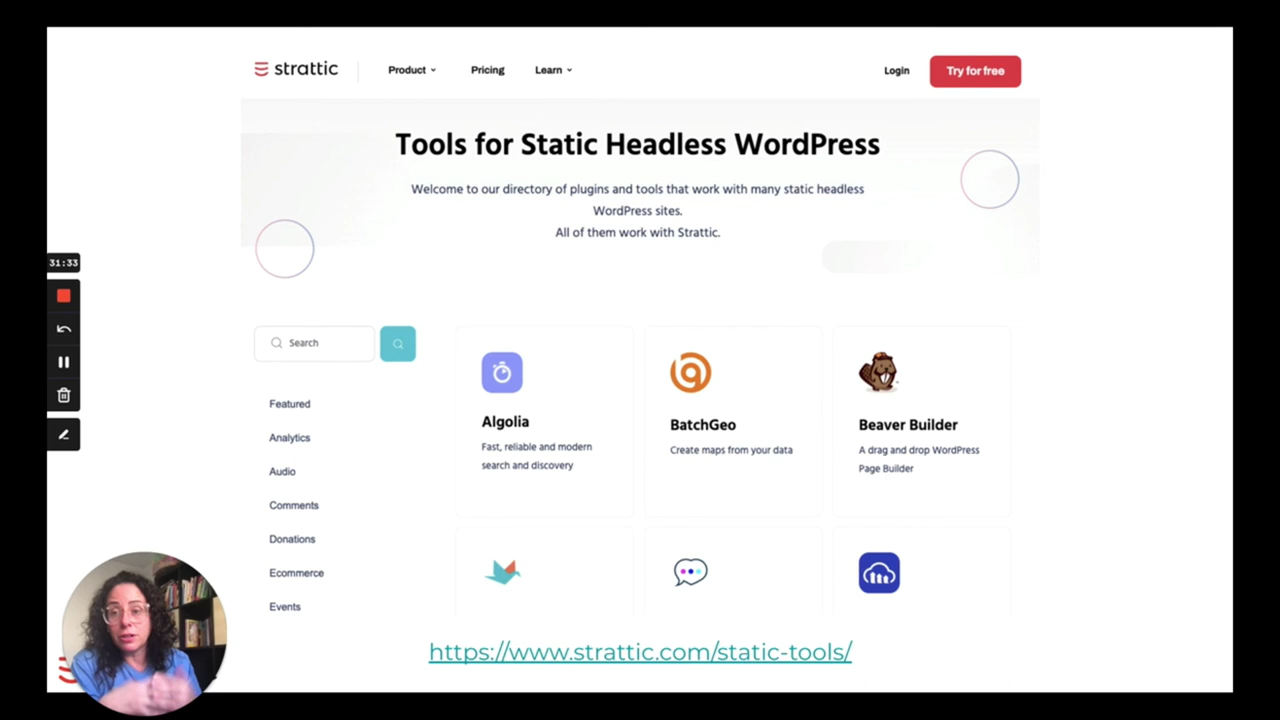 strattic
Product
Pricing
Learn
Login
Try for free
Tools for Static Headless WordPress
Welcome to our directory of plugins and tools that work with many static headless
WordPress sites.
All of them work with Strattic.
31:33
Search
Featured
Analytics
Audio
Comments
Donations
Ecommerce
Events
Algolia
Fast, reliable and modern
search and discovery
BatchGeo
Create maps from your data
Beaver Builder
A drag and drop WordPress
Page Builder
https://www.strattic.com/static-tools/